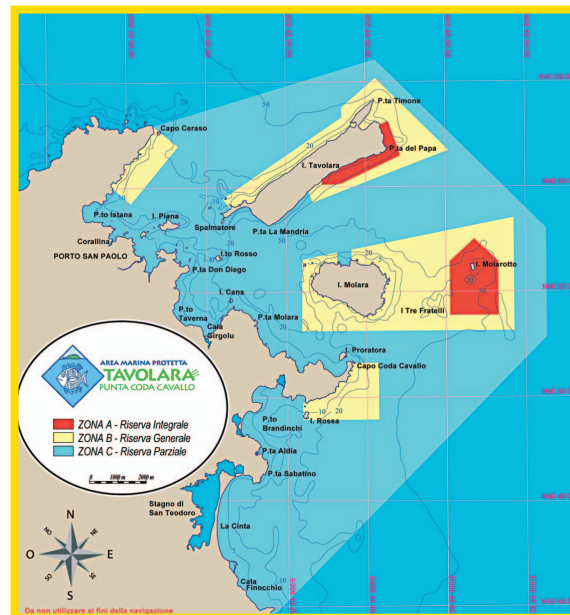 Capo Ceraso
P.ta Timone
P.ta del Papa
I. Tavolara
P.to Istana
I. Piana
Spalmatore
P.ta La Mandria
Corallina
PORTO SAN PAOLO
I.to Rosso
P.ta Don Diego
I. Cana
P.to
Taverna
P.ta Molara
Cala
Girgolu
I. Molara
I. Molarotto
I Tre Fratelli
I. Proratora
Capo Coda Cavallo
I. Rossa
P.to
Brandinchi
P.ta Aldia
P.ta Sabatino
Stagno di
San Teodoro
La Cinta
Cala
Finocchio
AREA MARINA PROTETTA
TAVOLARA
PUNTA CODA CAVALLO
ZONA A - Riserva Integrale
ZONA B - Riserva Generale
ZONA C - Riserva Parziale
0 1000 m 2000 m
N
NO NE
O E
SO SE
S
Da non utilizzare ai fini della navigazione